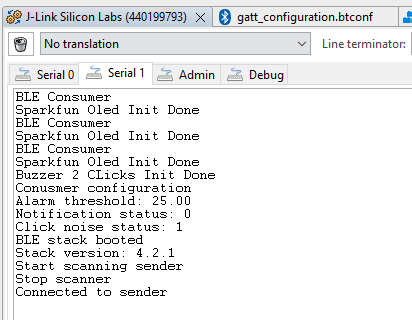 J-Link Silicon Labs (440199793)
gatt_configuration.btconf
No translation
Line terminator:
Serial 0
Serial 1
Admin
Debug
BLE Consumer
Sparkfun Oled Init Done
BLE Consumer
Sparkfun Oled Init Done
BLE Consumer
Sparkfun Oled Init Done
Buzzer 2 CLicks Init Done
Conusmer configuration
Alarm threshold: 25.00
Notification status: 0
Click noise status: 1
BLE stack booted
Stack version: 4.2.1
Start scanning sender
Stop scanner
Connected to sender